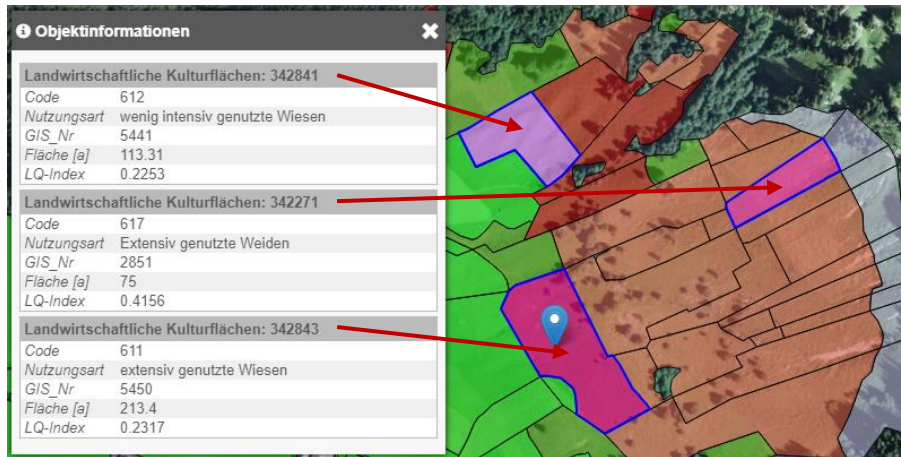 Objektinformationen
Landwirtschaftliche Kulturflächen: 342841
Code 612
Nutzungsart wenig intensiv genutzte Wiesen
GIS_Nr 5441
Fläche [a] 113.31
LQ-Index 0.2253
Landwirtschaftliche Kulturflächen: 342271
Code 617
Nutzungsart Extensiv genutzte Weiden
GIS_Nr 2851
Fläche [a] 75
LQ-Index 0.4156
Landwirtschaftliche Kulturflächen: 342843
Code 611
Nutzungsart extensiv genutzte Wiesen
GIS_Nr 5450
Fläche [a] 213.4
LQ-Index 0.2317